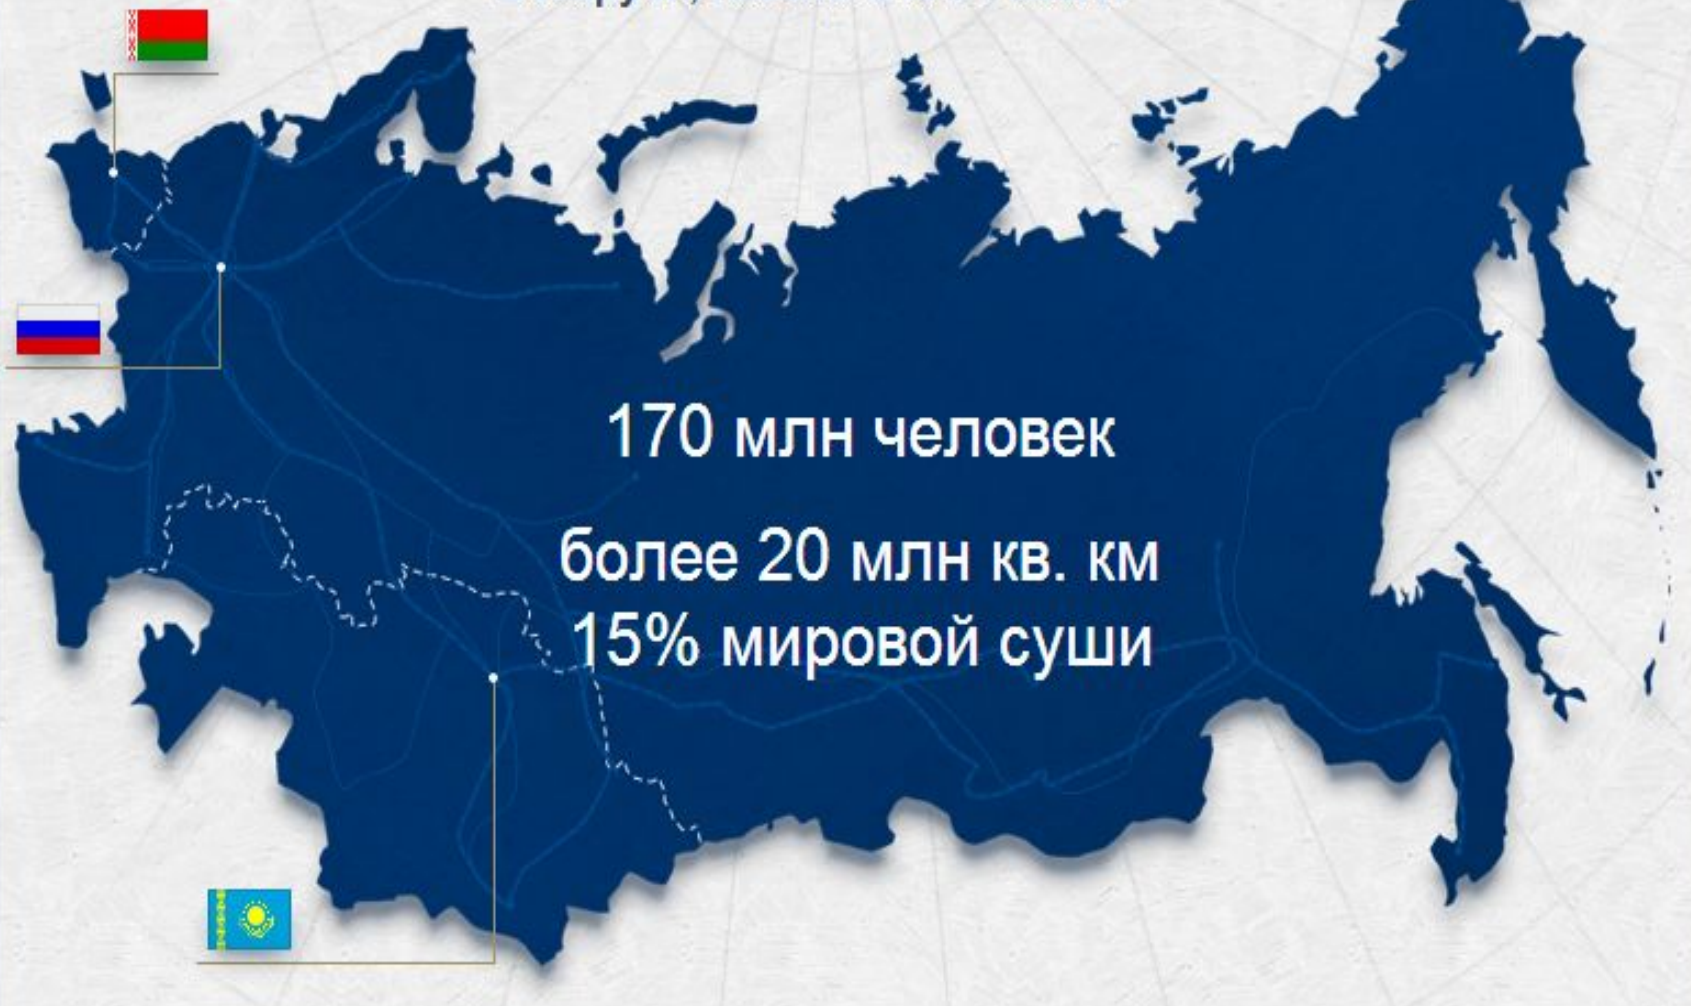 170 млн человек
более 20 млн кв. км
15% мировой суши